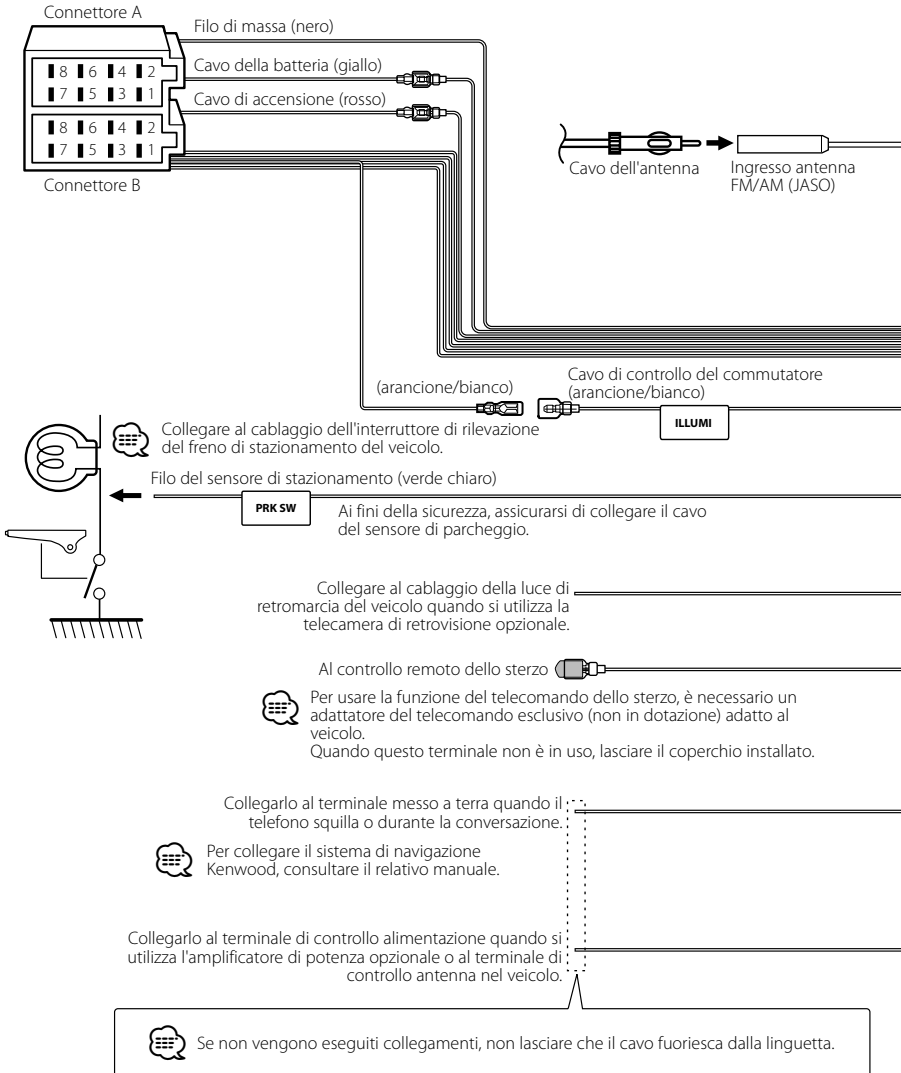 Connettore A
Filo di massa (nero)
Cavo della batteria (giallo)
8 6 4 2
7 5 3 1
Cavo di accensione (rosso)
8 6 4 2
7 5 3 1
Connettore B
Cavo dell'antenna
Ingresso antenna
FM/AM (JASO)
(arancione/bianco)
Cavo di controllo del commutatore
(arancione/bianco)
ILLUMI
Collegare al cablaggio dell'interruttore di rilevazione
del freno di stazionamento del veicolo.
Filo del sensore di stazionamento (verde chiaro)
PRK SW
Ai fini della sicurezza, assicurarsi di collegare il cavo
del sensore di parcheggio.
Collegare al cablaggio della luce di
retromarcia del veicolo quando si utilizza la
telecamera di retrovisione opzionale.
Al controllo remoto dello sterzo
Per usare la funzione del telecomando dello sterzo, è necessario un
adattatore del telecomando esclusivo (non in dotazione) adatto al
veicolo.
Quando questo terminale non è in uso, lasciare il coperchio installato.
Collegarlo al terminale messo a terra quando il
telefono squilla o durante la conversazione.
Per collegare il sistema di navigazione
Kenwood, consultare il relativo manuale.
Collegarlo al terminale di controllo alimentazione quando si
utilizza l'amplificatore di potenza opzionale o al terminale di
controllo antenna nel veicolo.
Se non vengono eseguiti collegamenti, non lasciare che il cavo fuoriesca dalla linguetta.